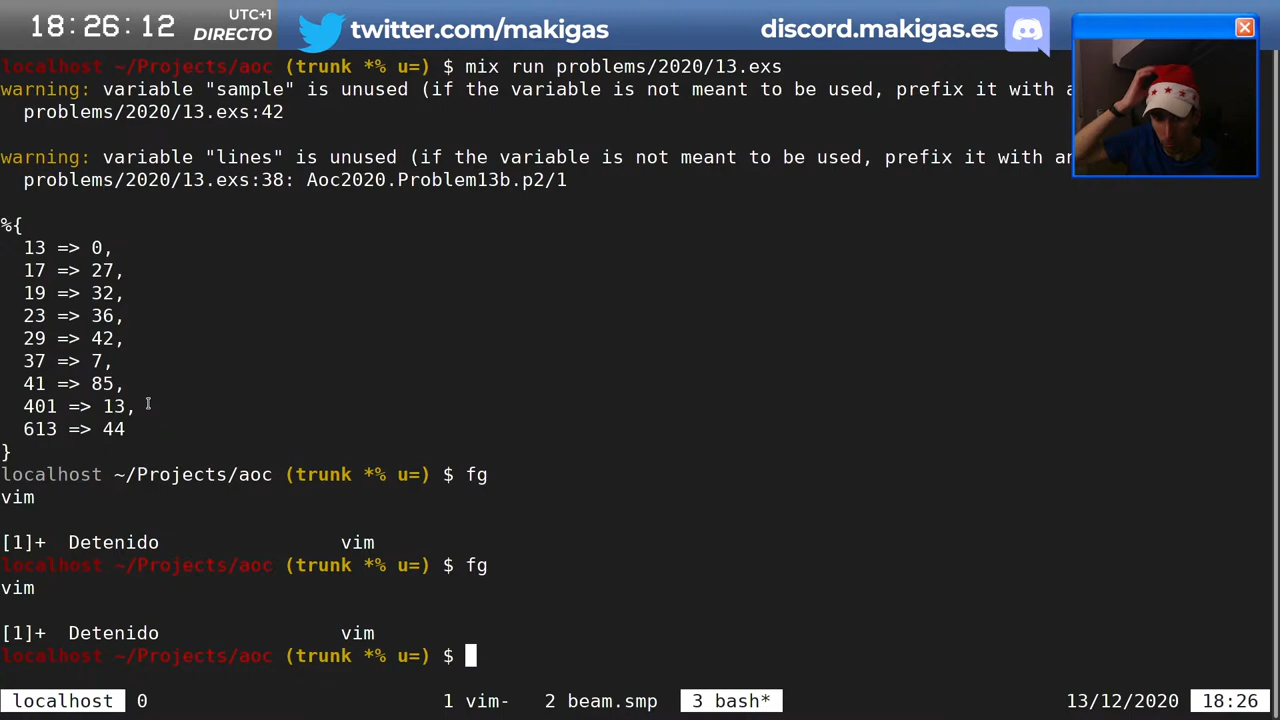 18:26:12
UTC+1
DIRECTO
twitter.com/makigas
discord.makigas.es
localhost ~/Projects/aoc (trunk *% u=) $ mix run problems/2020/13.exs
warning: variable "sample" is unused (if the variable is not meant to be used, prefix it with a
problems/2020/13.exs:42
warning: variable "lines" is unused (if the variable is not meant to be used, prefix it with an
problems/2020/13.exs:38: Aoc2020.Problem13b.p2/1
%{
13 => 0,
17 => 27,
19 => 32,
23 => 36,
29 => 42,
37 => 7,
41 => 85,
401 => 13,
613 => 44
}
localhost ~/Projects/aoc (trunk *% u=) $ fg
vim
[1]+  Detenido                vim
localhost ~/Projects/aoc (trunk *% u=) $ fg
vim
[1]+  Detenido                vim
localhost ~/Projects/aoc (trunk *% u=) $
localhost 0 1 vim- 2 beam.smp 3 bash* 13/12/2020 18:26